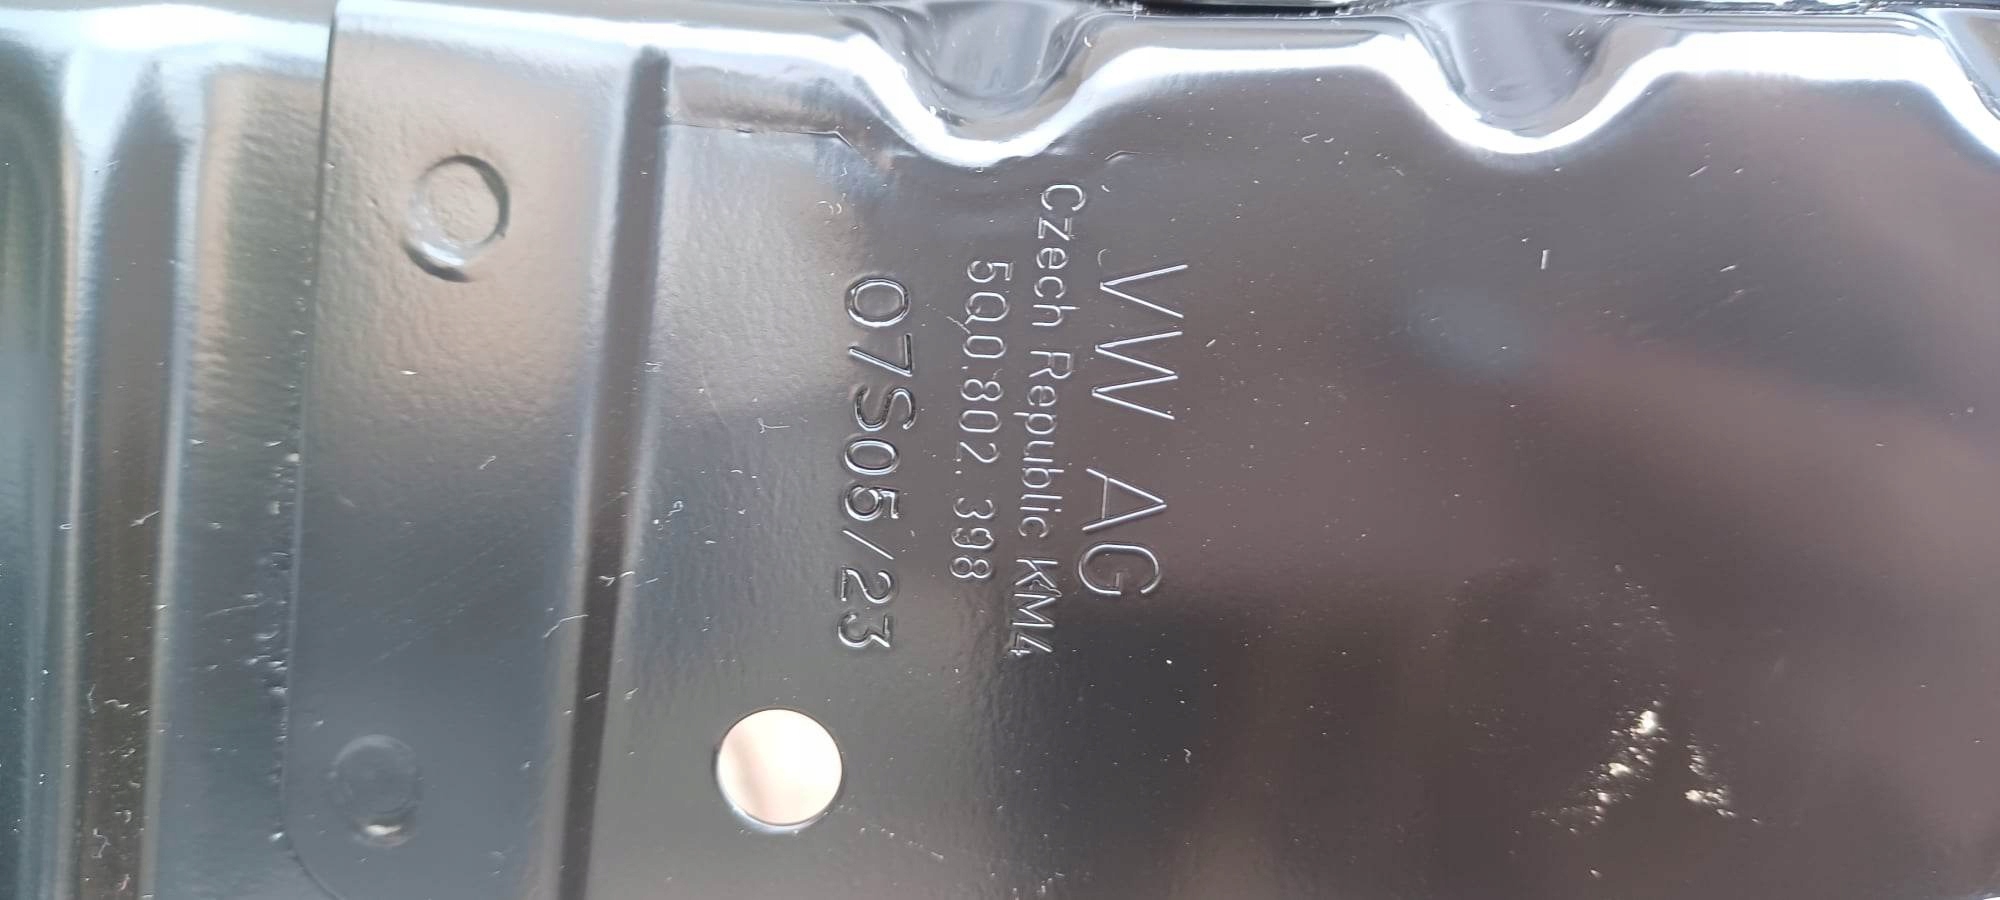 VW AG
Czech Republic KM4
5Q0.802.398
07S05/23